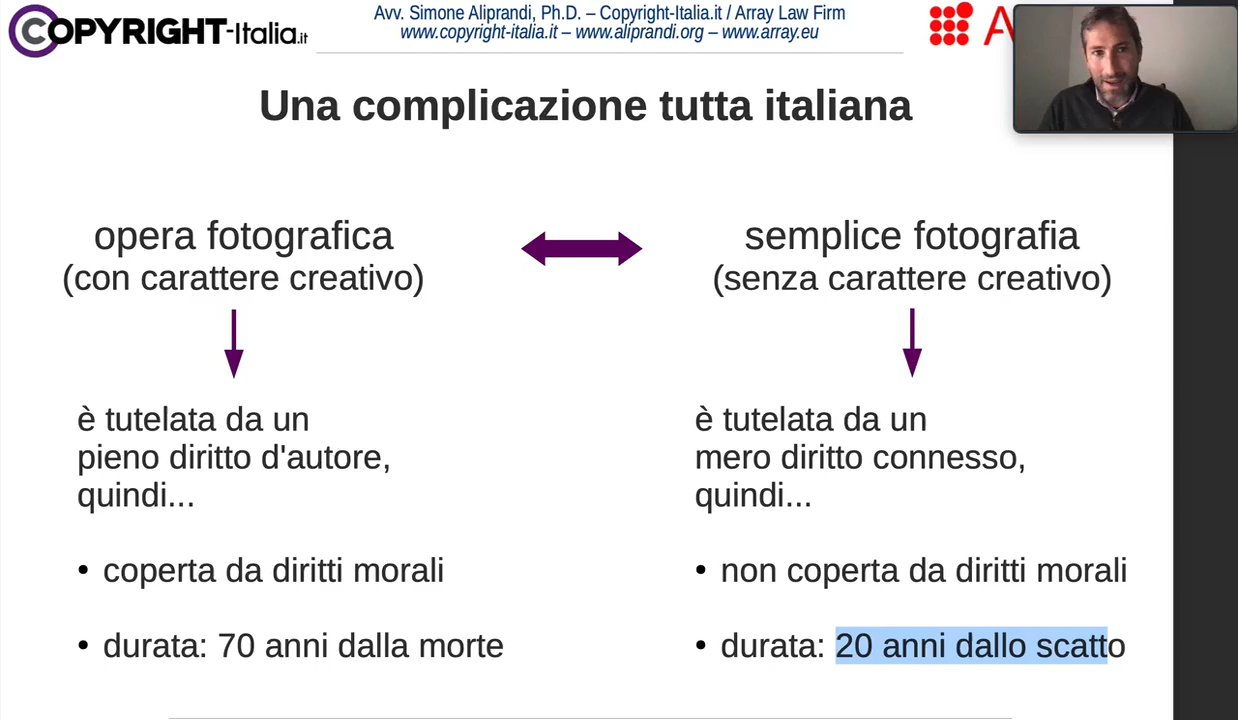 COPYRIGHT-Italia.it
Avv. Simone Aliprandi, Ph.D. – Copyright-Italia.it / Array Law Firm
www.copyright-italia.it – www.aliprandi.org – www.array.eu
A
Una complicazione tutta italiana
opera fotografica
(con carattere creativo)
è tutelata da un
pieno diritto d'autore,
quindi...
• coperta da diritti morali
• durata: 70 anni dalla morte
semplice fotografia
(senza carattere creativo)
è tutelata da un
mero diritto connesso,
quindi...
• non coperta da diritti morali
• durata: 20 anni dallo scatto